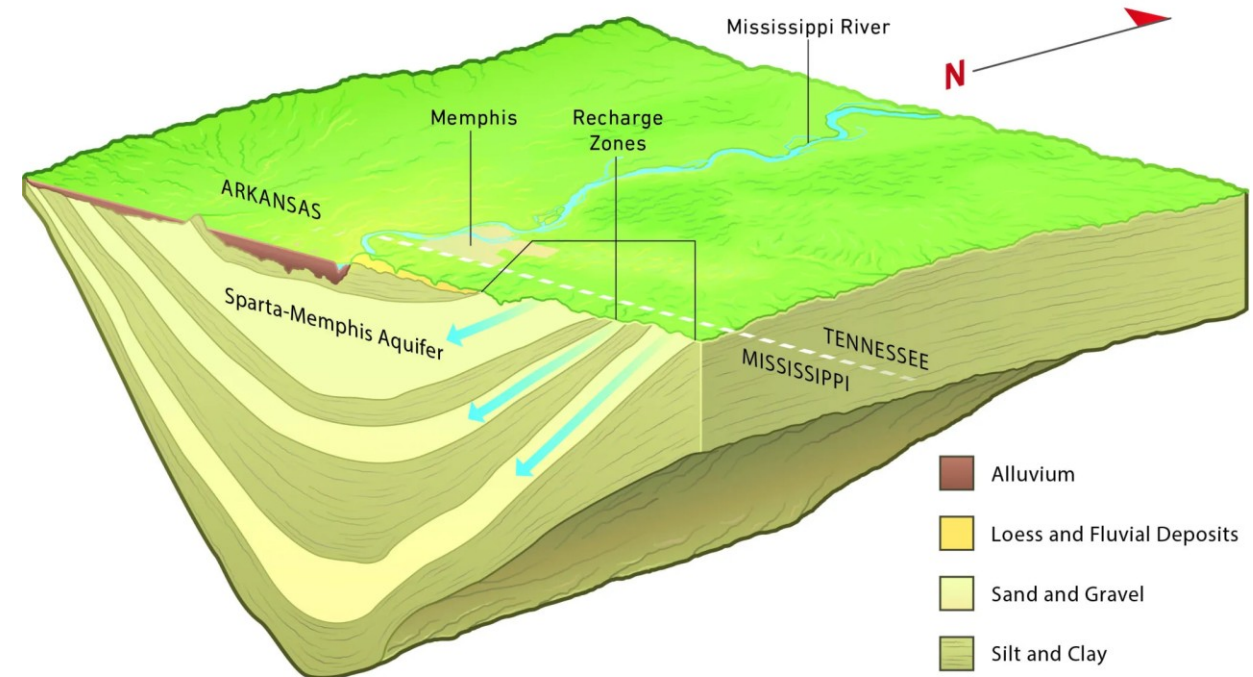 Mississippi River
N
Memphis
Recharge
Zones
ARKANSAS
Sparta-Memphis Aquifer
TENNESSEE
MISSISSIPPI
Alluvium
Loess and Fluvial Deposits
Sand and Gravel
Silt and Clay